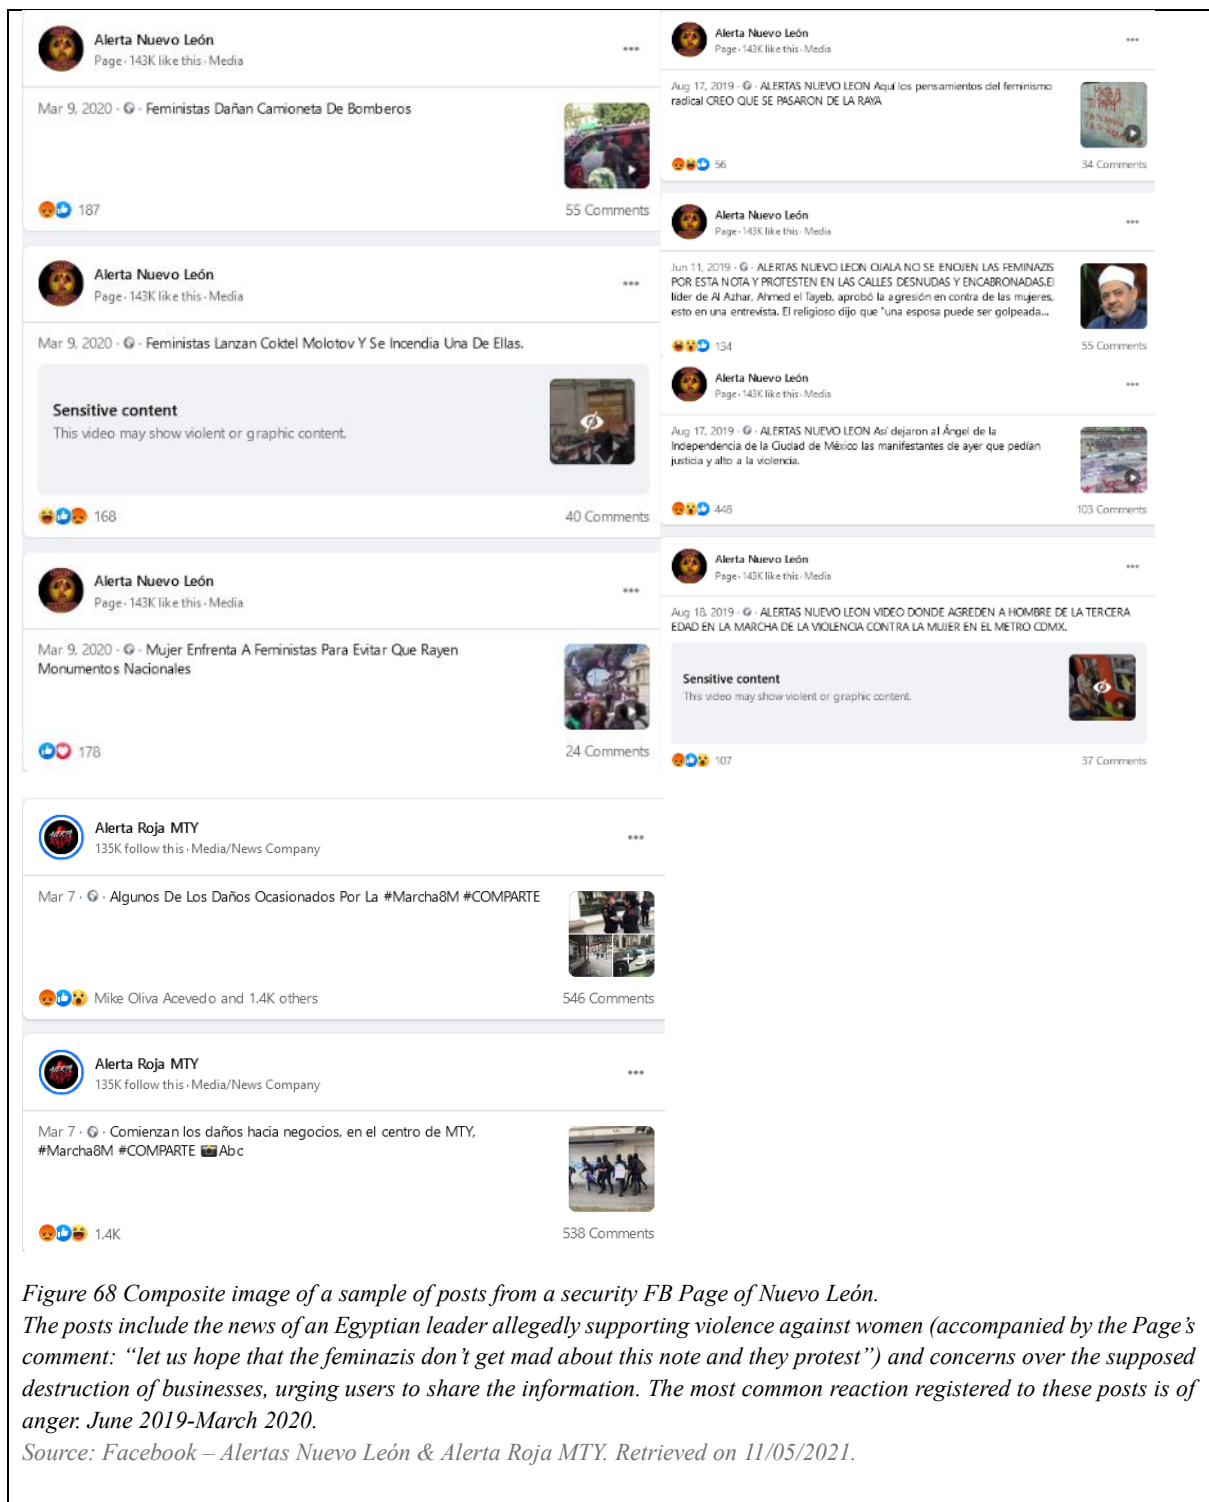 Alerta Nuevo León
Page · 143K like this · Media
Mar 9, 2020 · Feministas Dañan Camioneta De Bomberos
187
55 Comments
Alerta Nuevo León
Page · 143K like this · Media
Mar 9, 2020 · Feministas Lanzan Coktel Molotov Y Se Incendia Una De Ellas.
Sensitive content
This video may show violent or graphic content.
168
40 Comments
Alerta Nuevo León
Page · 143K like this · Media
Mar 9, 2020 · Mujer Enfrenta A Feministas Para Evitar Que Rayen
Monumentos Nacionales
178
24 Comments
Alerta Nuevo León
Page · 143K like this · Media
Aug 17, 2019 · ALERTAS NUEVO LEON Aquí los pensamientos del feminismo
radical CREO QUE SE PASARON DE LA RAYA
56
34 Comments
Alerta Nuevo León
Page · 143K like this · Media
Jun 11, 2019 · ALERTAS NUEVO LEON OJALA NO SE ENOJEN LAS FEMINAZIS
POR ESTA NOTA Y PROTESTEN EN LAS CALLES DESNUDAS Y ENCABRONADAS.El
líder de Al Azhar, Ahmed el Tayeb, aprobó la agresión en contra de las mujeres,
esto en una entrevista. El religioso dijo que "una esposa puede ser golpeada...
134
55 Comments
Alerta Nuevo León
Page · 143K like this · Media
Aug 17, 2019 · ALERTAS NUEVO LEON Así dejaron al Ángel de la
Independencia de la Ciudad de México las manifestantes de ayer que pedían
justicia y alto a la violencia.
448
103 Comments
Alerta Nuevo León
Page · 143K like this · Media
Aug 18, 2019 · ALERTAS NUEVO LEON VIDEO DONDE AGREDEN A HOMBRE DE LA TERCERA
EDAD EN LA MARCHA DE LA VIOLENCIA CONTRA LA MUJER EN EL METRO CDMX.
Sensitive content
This video may show violent or graphic content.
107
37 Comments
Alerta Roja MTY
135K follow this · Media/News Company
Mar 7 · Algunos De Los Daños Ocasionados Por La #Marcha8M #COMPARTE
Mike Oliva Acevedo and 1.4K others
546 Comments
Alerta Roja MTY
135K follow this · Media/News Company
Mar 7 · Comienzan los daños hacia negocios, en el centro de MTY,
#Marcha8M #COMPARTE 📸Abc
1.4K
538 Comments
Figure 68 Composite image of a sample of posts from a security FB Page of Nuevo León.
The posts include the news of an Egyptian leader allegedly supporting violence against women (accompanied by the Page's
comment: “let us hope that the feminazis don't get mad about this note and they protest”) and concerns over the supposed
destruction of businesses, urging users to share the information. The most common reaction registered to these posts is of
anger. June 2019-March 2020.
Source: Facebook – Alertas Nuevo León & Alerta Roja MTY. Retrieved on 11/05/2021.